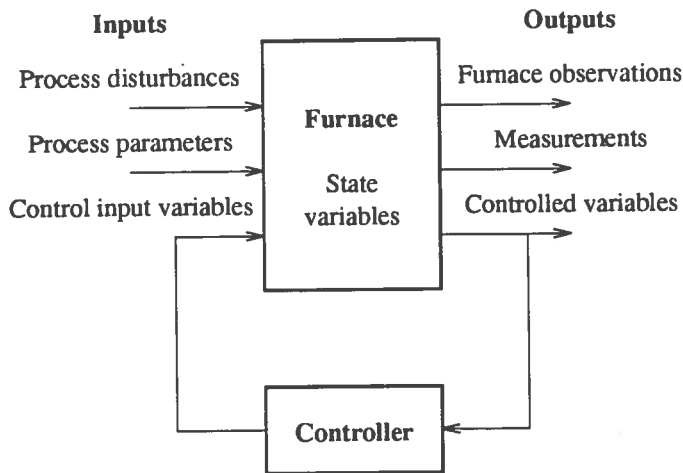 Inputs
Outputs
Process disturbances
Furnace observations
Furnace
Process parameters
Measurements
State
variables
Control input variables
Controlled variables
Controller